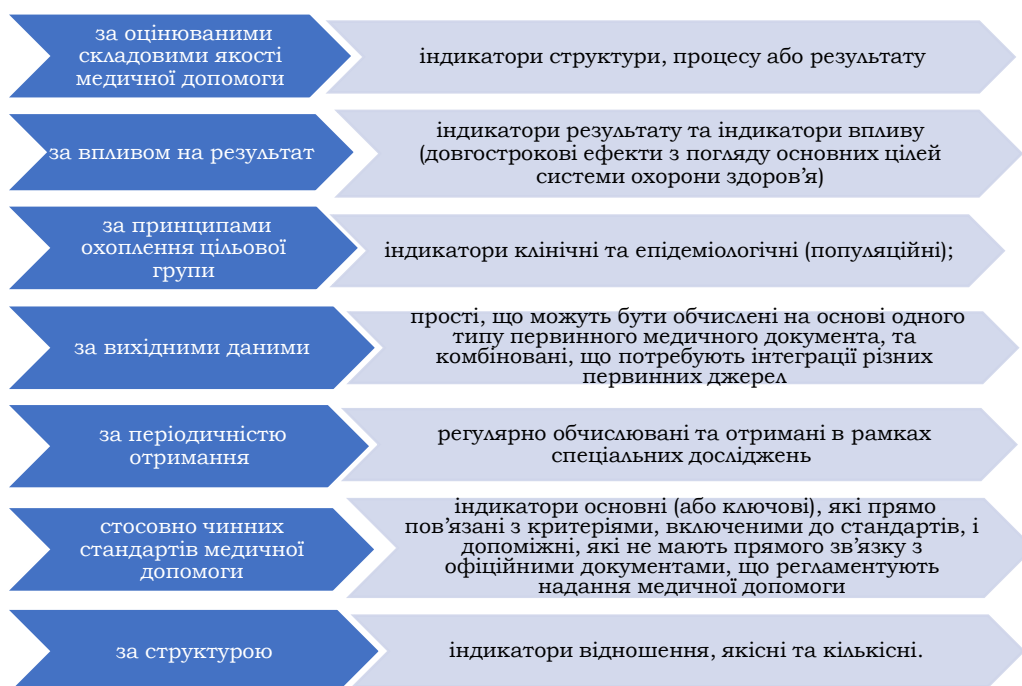 за оцінюваними
складовими якості
медичної допомоги
індикатори структури, процесу або результату
за впливом на результат
індикатори результату та індикатори впливу
(довгострокові ефекти з погляду основних цілей
системи охорони здоров’я)
за принципами
охоплення цільової
групи
індикатори клінічні та епідеміологічні (популяційні);
за вихідними даними
прості, що можуть бути обчислені на основі одного
типу первинного медичного документа, та
комбіновані, що потребують інтеграції різних
первинних джерел
за періодичністю
отримання
регулярно обчислювані та отримані в рамках
спеціальних досліджень
стосовно чинних
стандартів медичної
допомоги
індикатори основні (або ключові), які прямо
пов’язані з критеріями, включеними до стандартів, і
допоміжні, які не мають прямого зв’язку з
офіційними документами, що регламентують
надання медичної допомоги
за структурою
індикатори відношення, якісні та кількісні.